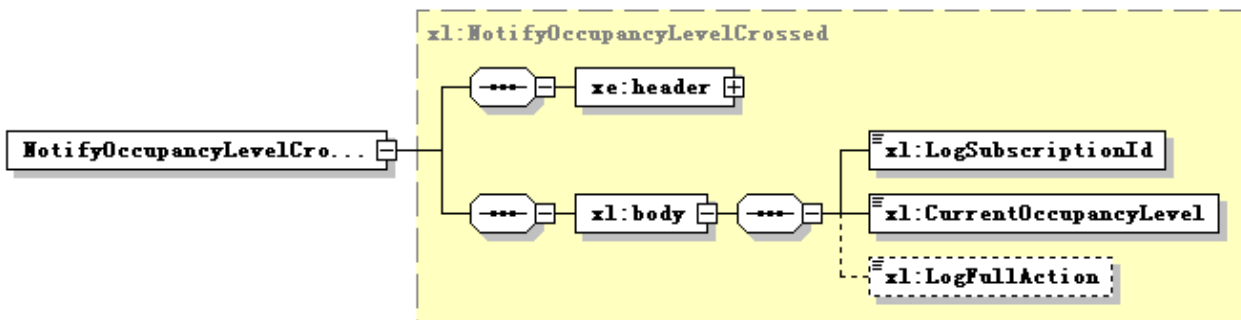 xl:NotifyOccupancyLevelCrossed
xe:header
NotifyOccupancyLevelCro...
xl:LogSubscriptionId
xl:body
xl:CurrentOccupancyLevel
xl:LogFullAction